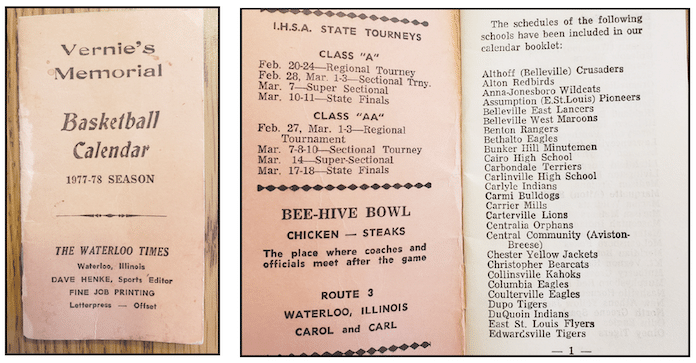 Vernie's
Memorial
Basketball
Calendar
1977-78 SEASON
THE WATERLOO TIMES
Waterloo, Illinois
DAVE HENKE, Sports Editor
FINE JOB PRINTING
Letterpress — Offset
I.H.S.A. STATE TOURNEYS
CLASS "A"
Feb. 20-24—Regional Tourney
Feb. 28, Mar. 1-3—Sectional Trny.
Mar. 7—Super Sectional
Mar. 10-11—State Finals
CLASS "AA"
Feb. 27, Mar. 1-3—Regional
Tournament
Mar. 7-8-10—Sectional Tourney
Mar. 14—Super-Sectional
Mar. 17-18—State Finals
BEE-HIVE BOWL
CHICKEN — STEAKS
The place where coaches and
officials meet after the game
ROUTE 3
WATERLOO, ILLINOIS
CAROL and CARL
The schedules of the following
schools have been included in our
calendar booklet:
Althoff (Belleville) Crusaders
Alton Redbirds
Anna-Jonesboro Wildcats
Assumption (E.St.Louis) Pioneers
Belleville East Lancers
Belleville West Maroons
Benton Rangers
Bethalto Eagles
Bunker Hill Minutemen
Cairo High School
Carbondale Terriers
Carlinville High School
Carlyle Indians
Carmi Bulldogs
Carrier Mills
Carterville Lions
Centralia Orphans
Central Community (Aviston-
Breese)
Chester Yellow Jackets
Christopher Bearcats
Collinsville Kahoks
Columbia Eagles
Coulterville Eagles
Dupo Tigers
DuQuoin Indians
East St. Louis Flyers
Edwardsville Tigers
— 1 —